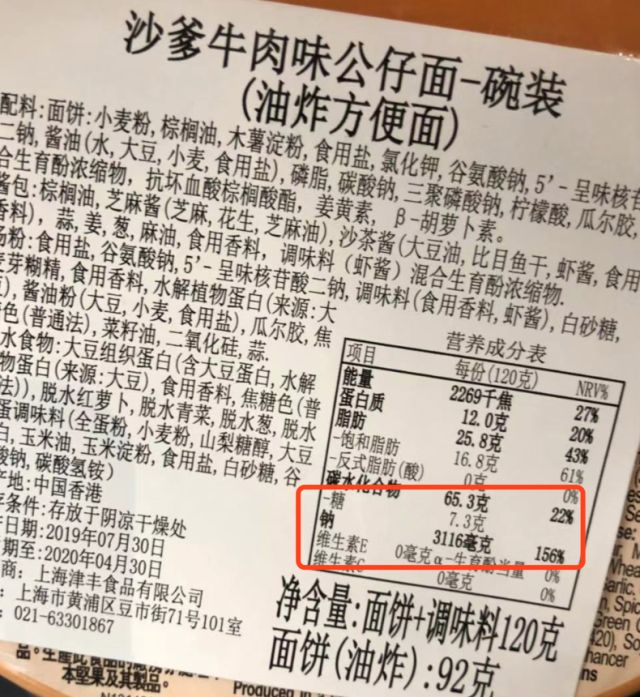 沙爹牛肉味公仔面-碗装
(油炸方便面)
配料:面饼:小麦粉,棕榈油,木薯淀粉,食用盐,氯化钾,谷氨酸钠,5'-呈味核苷
二钠,酱油(水,大豆,小麦,食用盐),磷脂,碳酸钠,三聚磷酸钠,柠檬酸,瓜尔胶,
合生育酚浓缩物, 抗坏血酸棕榈酸酯, 姜黄素, β-胡萝卜素。
酱包:棕榈油,芝麻酱(芝麻,花生,芝麻油),沙茶酱(大豆油,比目鱼干,虾酱,食用
香料), 蒜,姜,葱,麻油,食用香料, 调味料(虾酱)混合生育酚浓缩物.
汤粉:食用盐,谷氨酸钠,5'-呈味核苷酸二钠,调味料(食用香料,虾酱),白砂糖,
麦芽糊精,食用香料,水解植物蛋白(来源:大
),酱油粉(大豆,小麦,食用盐),瓜尔胶,焦
色(普通法),菜籽油,二氧化硅,蒜.
水食物:大豆组织蛋白(含大豆蛋白,水解
物蛋白(来源:大豆),食用香料,焦糖色(普
法)),脱水红萝卜,脱水青菜,脱水葱,脱水
蛋调味料(全蛋粉,小麦粉,山梨糖醇,大豆
白,玉米油,玉米淀粉,食用盐,白砂糖,谷
酸钠,碳酸氢铵)
产地:中国香港
存条件:存放于阴凉干燥处
产日期:2019年07月30日
期至:2020年04月30日
商:上海津丰食品有限公司
:上海市黄浦区豆市街71号101室
:021-63301867
营养成分表
项目 每份(120克) NRV%
能量 2269千焦 27%
蛋白质 12.0克 20%
脂肪 25.8克 43%
-饱和脂肪 16.8克 61%
-反式脂肪(酸) 0克 0%
碳水化合物 65.3克 22%
-糖 7.3克
钠 3116毫克 156%
维生素E 0毫克α-生育酚当量 0%
维生素C 0毫克 0%
净含量:面饼+调味料120克
面饼(油炸):92克
本堅果及其製品。
Produced in a